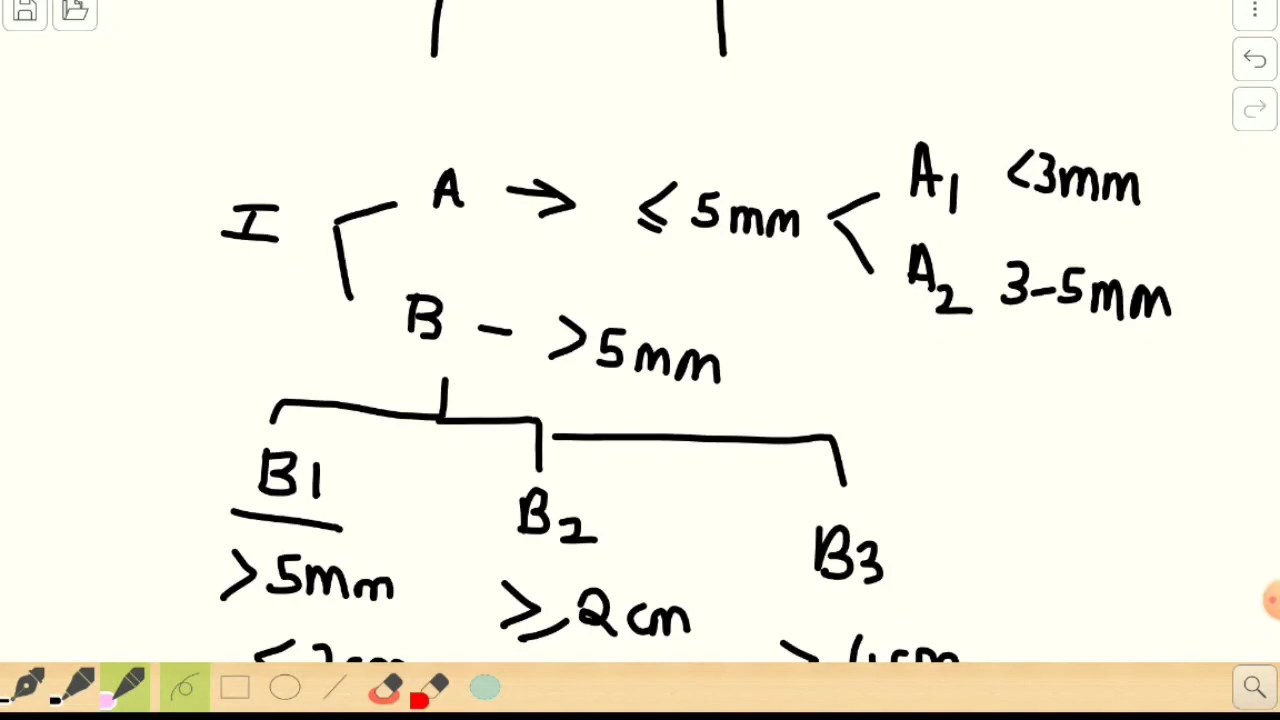 I
A → ≤ 5mm
A1 <3mm
A2 3-5mm
B - >5mm
B1
>5mm
B2
≥ 2cm
B3